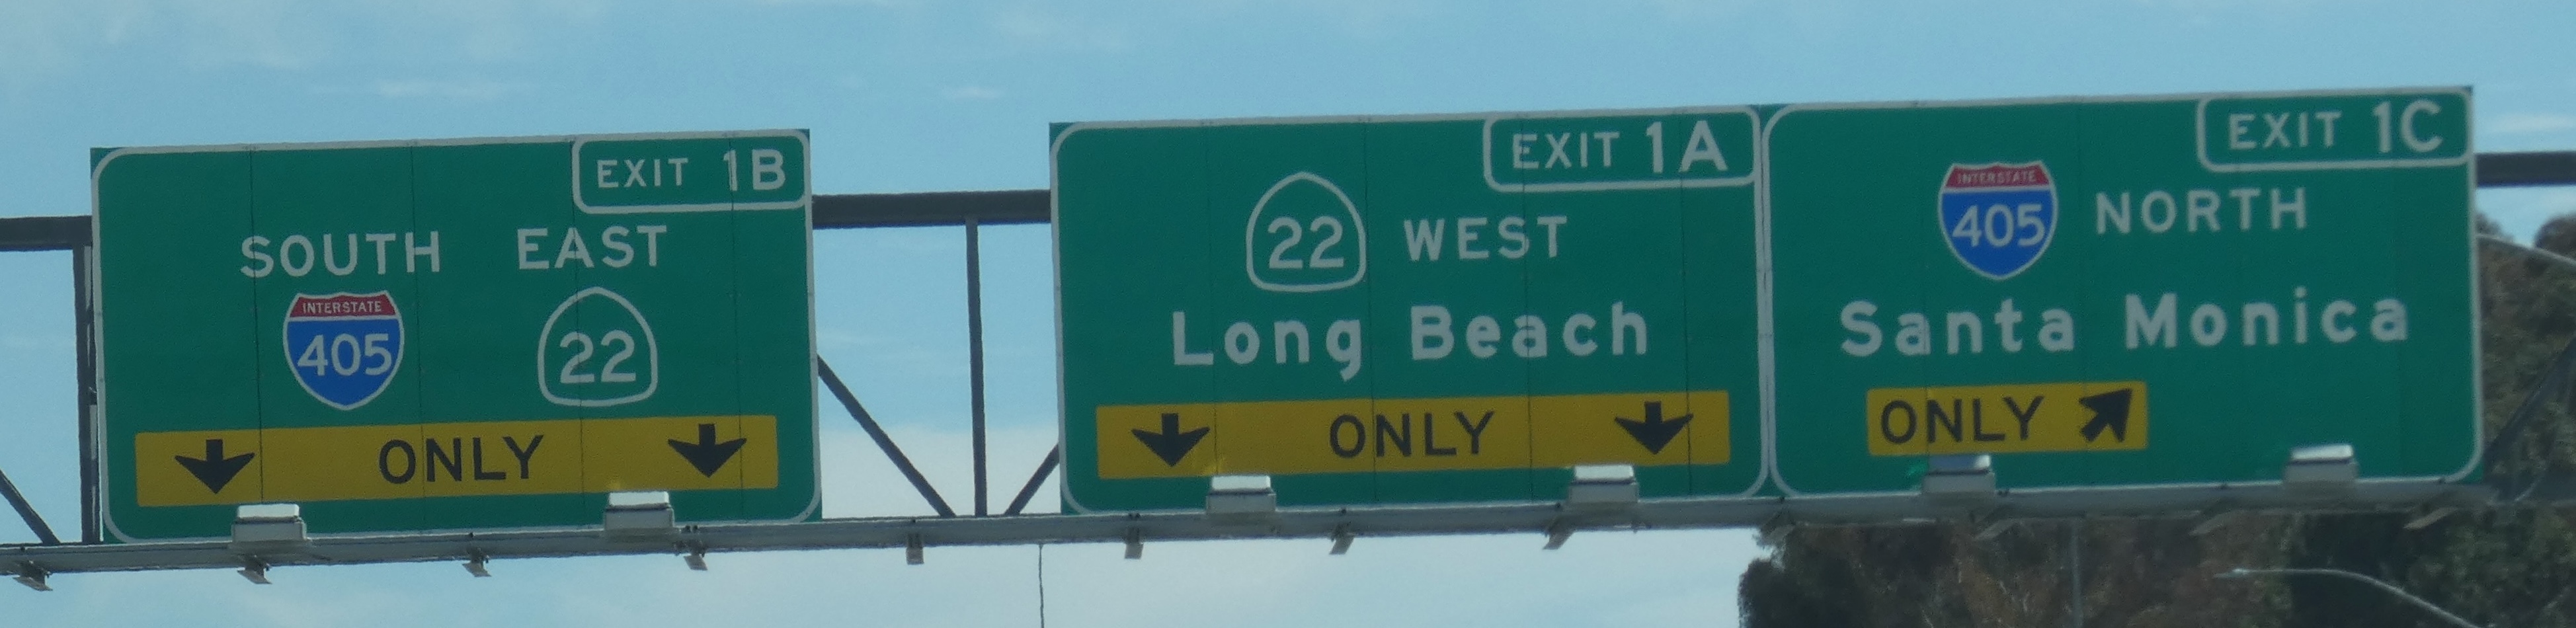 EXIT 1B
SOUTH EAST
INTERSTATE
405 22
ONLY
EXIT 1A
22 WEST
Long Beach
ONLY
EXIT 1C
INTERSTATE
405 NORTH
Santa Monica
ONLY